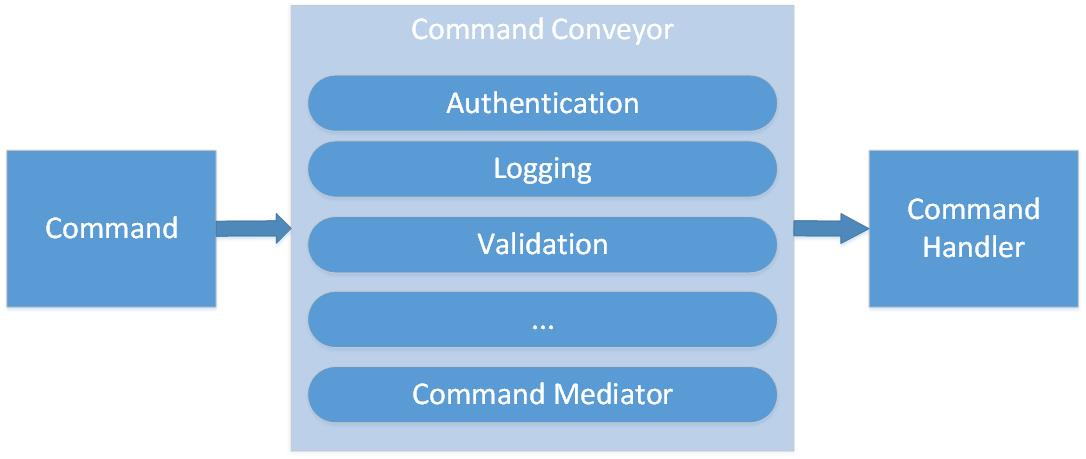 Command Conveyor
Authentication
Logging
Validation
...
Command Mediator
Command
Command
Handler